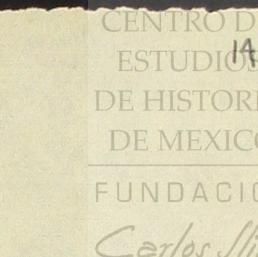 CENTRO D
14
ESTUDIOS
DE HISTORI
DE MEXICO
FUNDACIO
Carlos Sli